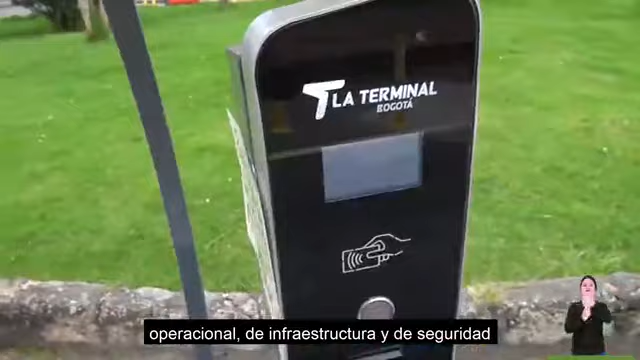 LA TERMINAL
BOGOTÁ
operacional, de infraestructura y de seguridad